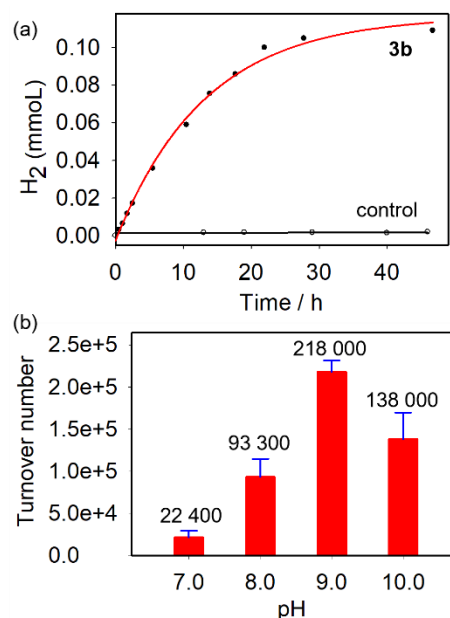 (a)
3b
control
H2 (mmoL)
0.10
0.08
0.06
0.04
0.02
0.00
0 10 20 30 40
Time / h
(b)
Turnover number
2.5e+5
2.0e+5
1.5e+5
1.0e+5
5.0e+4
0.0
22 400
93 300
218 000
138 000
7.0 8.0 9.0 10.0
pH